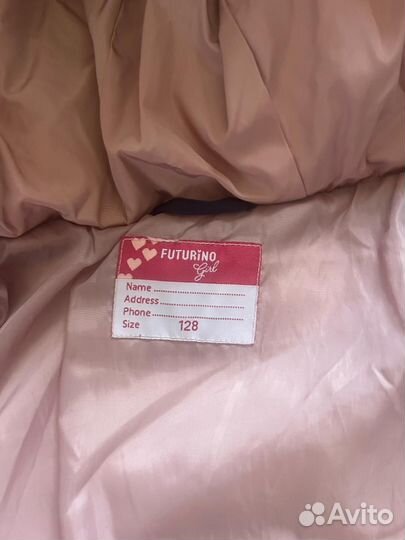 FUTURiNO
Girl
Name
Address
Phone
Size 128
Avito